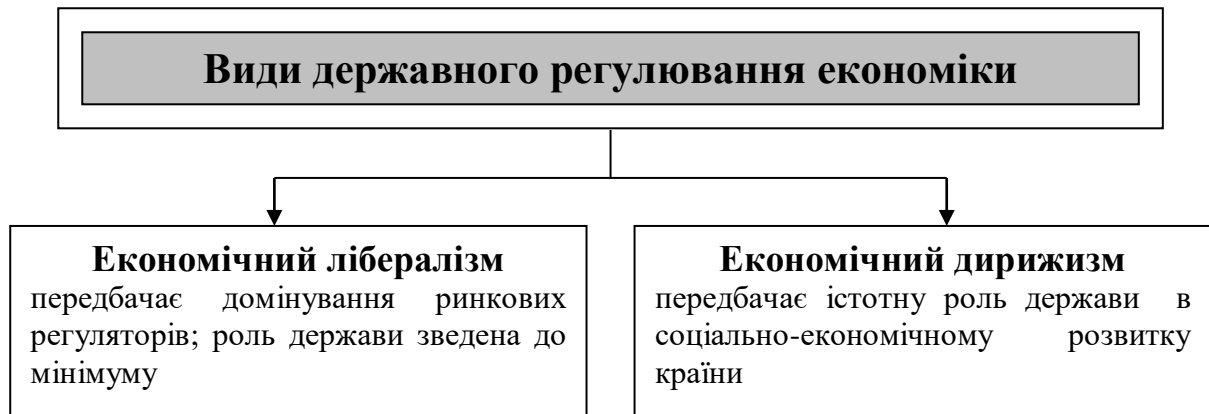 Види державного регулювання економіки
Економічний лібералізм
передбачає домінування ринкових
регуляторів; роль держави зведена до
мінімуму
Економічний дирижизм
передбачає істотну роль держави в
соціально-економічному розвитку
країни